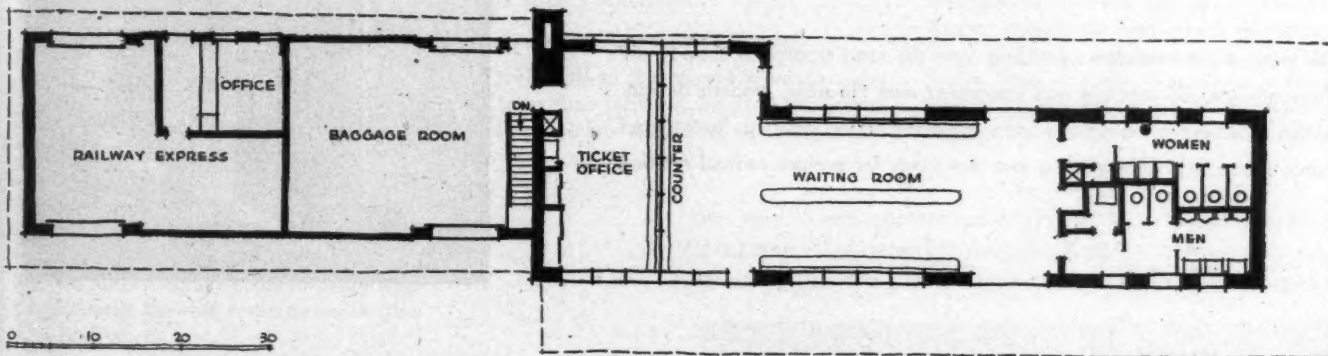 OFFICE
RAILWAY EXPRESS
BAGGAGE ROOM
DN.
TICKET
OFFICE
COUNTER
WAITING ROOM
WOMEN
MEN
0 10 20 30